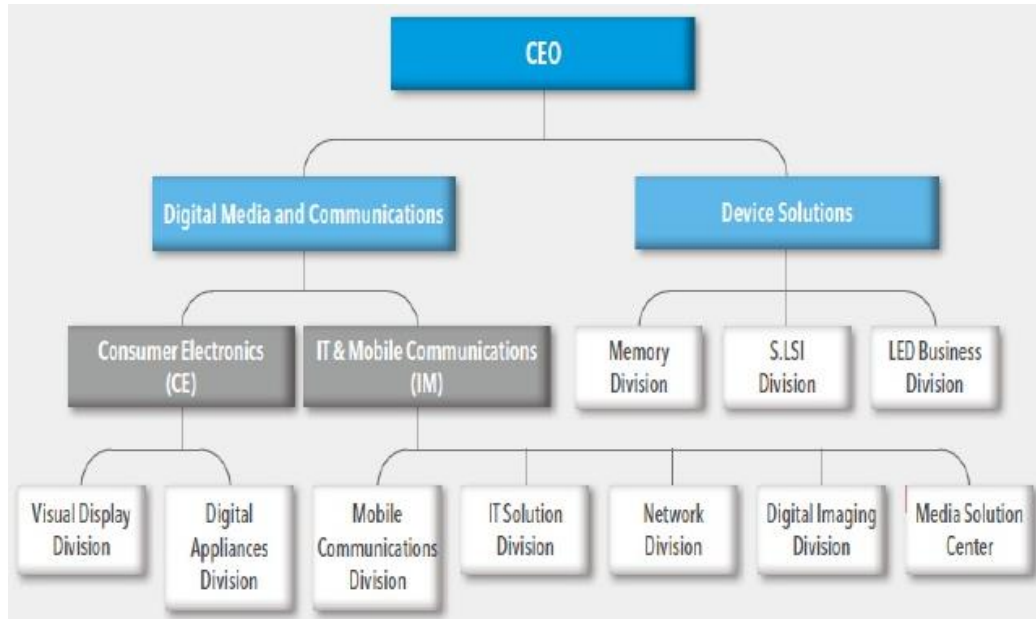 CEO
Digital Media and Communications
Device Solutions
Consumer Electronics
(CE)
IT & Mobile Communications
(IM)
Memory
Division
S.LSI
Division
LED Business
Division
Visual Display
Division
Digital
Appliances
Division
Mobile
Communications
Division
IT Solution
Division
Network
Division
Digital Imaging
Division
Media Solution
Center